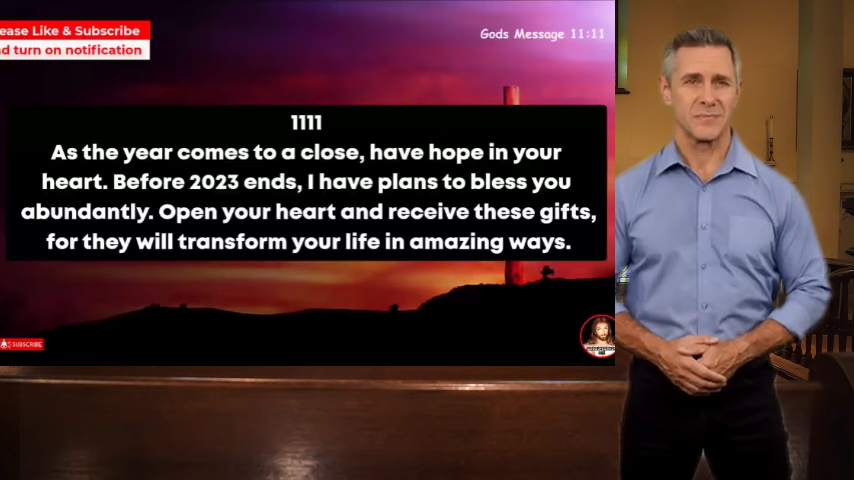 ease Like & Subscribe
nd turn on notification
Gods Message 11:11
1111
As the year comes to a close, have hope in your
heart. Before 2023 ends, I have plans to bless you
abundantly. Open your heart and receive these gifts,
for they will transform your life in amazing ways.
SUBSCRIBE